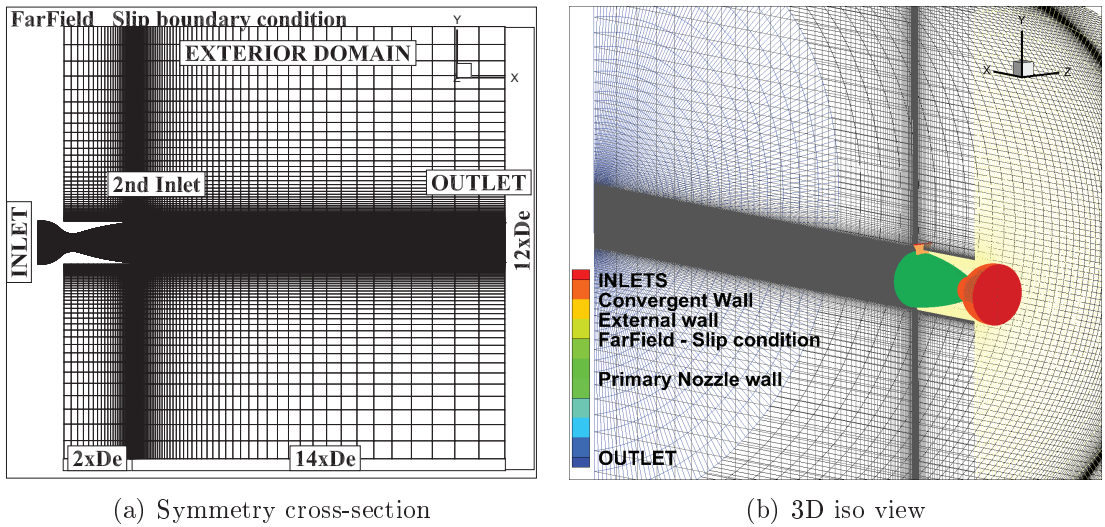 FarField Slip boundary condition
Y
EXTERIOR DOMAIN
Z
X
2nd Inlet
OUTLET
INLET
12xDe
2xDe
14xDe
(a) Symmetry cross-section
Y
X
Z
INLETS
Convergent Wall
External wall
FarField - Slip condition
Primary Nozzle wall
OUTLET
(b) 3D iso view